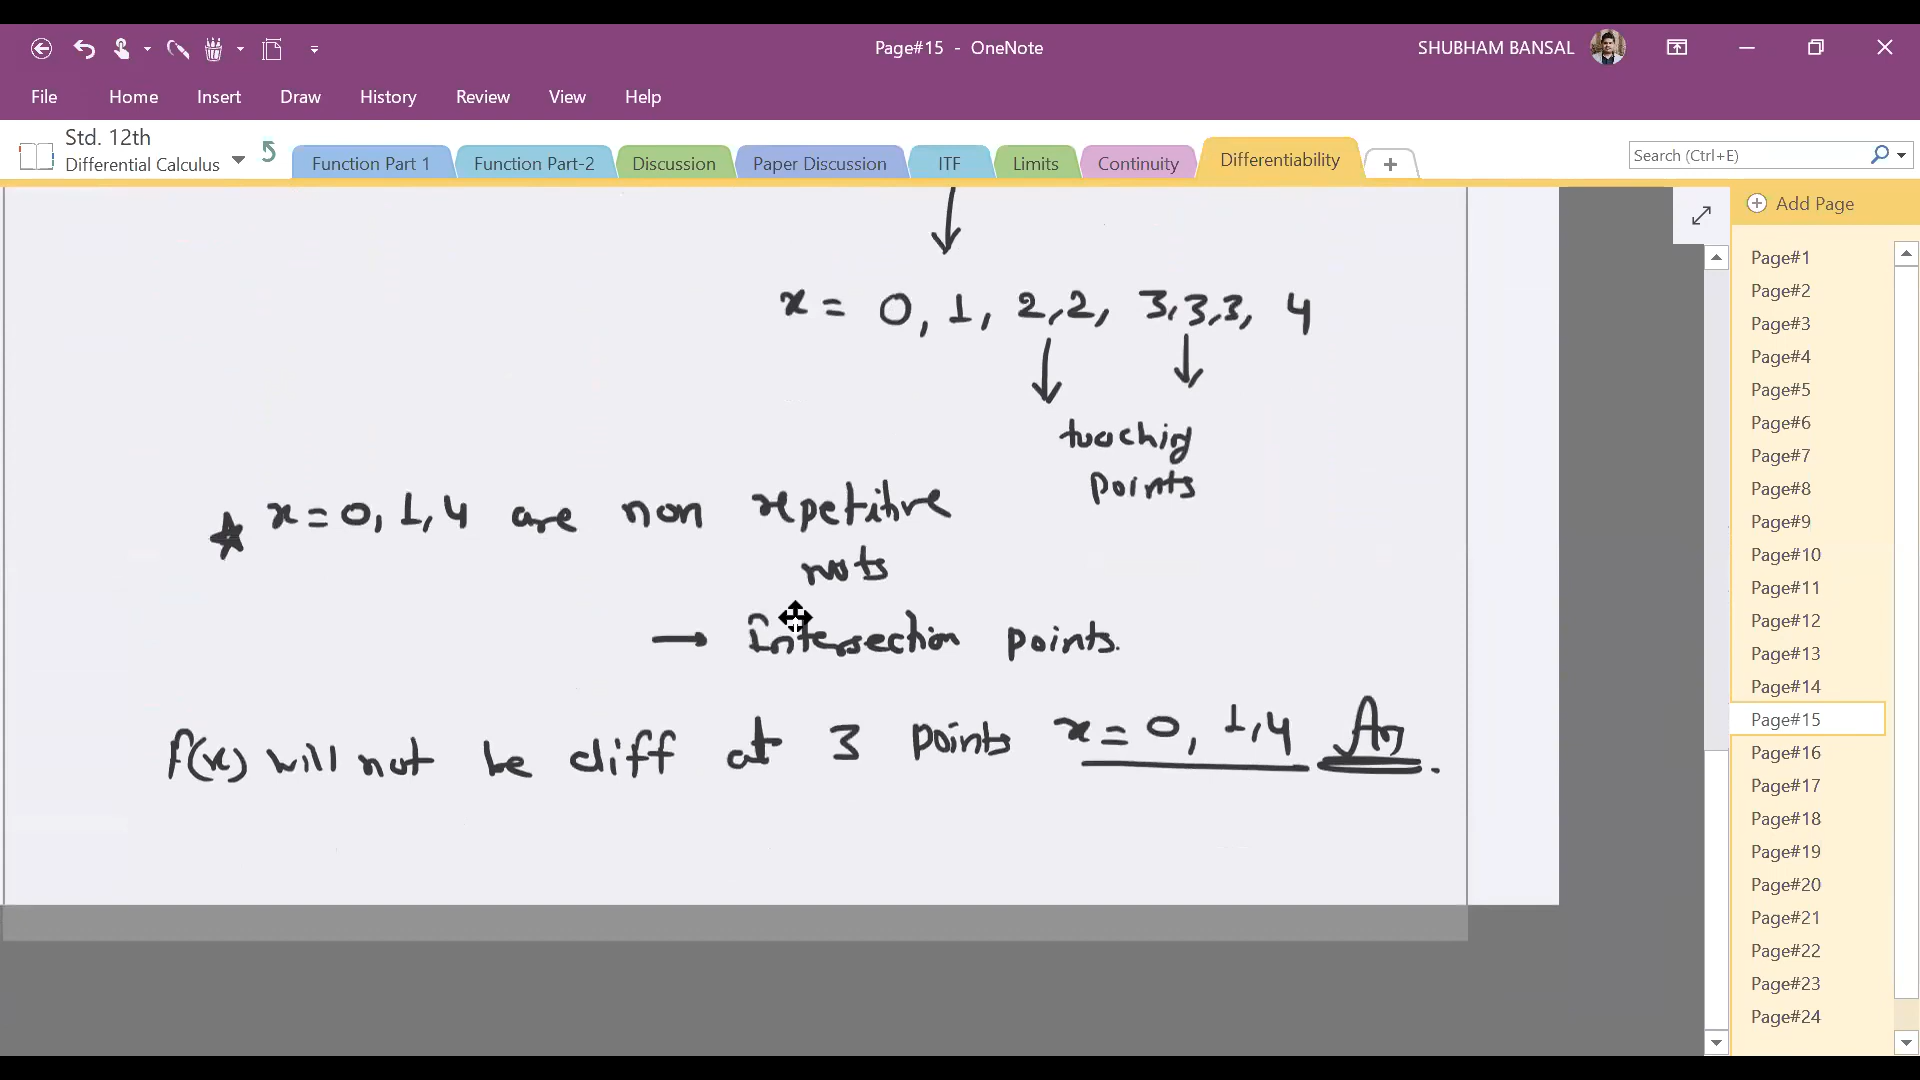 Page#15 - OneNote
SHUBHAM BANSAL
File Home Insert Draw History Review View Help
Std. 12th
Differential Calculus
Function Part 1
Function Part-2
Discussion
Paper Discussion
ITF
Limits
Continuity
Differentiability
Search (Ctrl+E)
Add Page
x = 0, 1, 2,2, 3,3,3, 4
touching
points
x = 0, 1, 4 are non repetitive
roots
→ Intersection points.
f(x) will not be diff at 3 points x = 0, 1, 4 Ans.
Page#1
Page#2
Page#3
Page#4
Page#5
Page#6
Page#7
Page#8
Page#9
Page#10
Page#11
Page#12
Page#13
Page#14
Page#15
Page#16
Page#17
Page#18
Page#19
Page#20
Page#21
Page#22
Page#23
Page#24